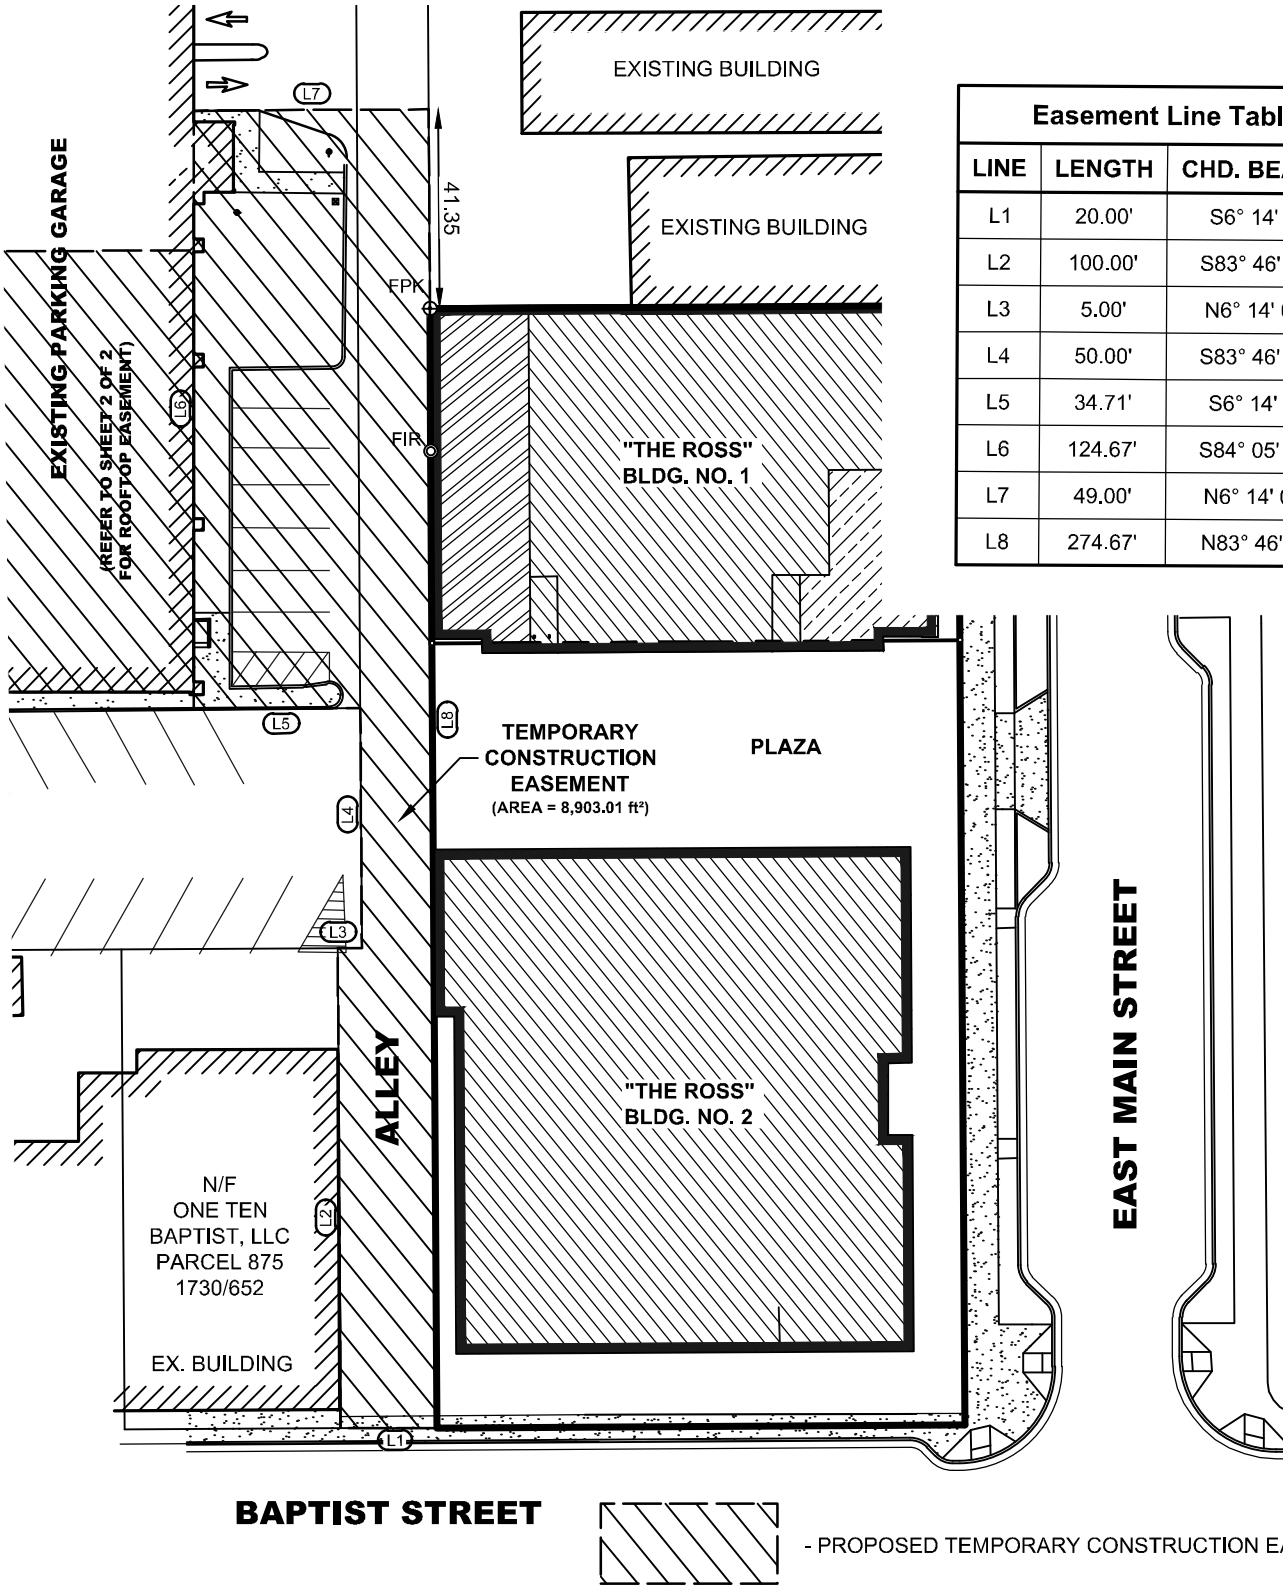 L7
EXISTING BUILDING
EXISTING BUILDING
EXISTING PARKING GARAGE
(REFER TO SHEET 2 OF 2
FOR ROOFTOP EASEMENT)
41.35
FPK
L6
FIR
"THE ROSS"
BLDG. NO. 1
Easement Line Tabl
LINE LENGTH CHD. BEA
L1 20.00' S6° 14'
L2 100.00' S83° 46'
L3 5.00' N6° 14' 0
L4 50.00' S83° 46'
L5 34.71' S6° 14'
L6 124.67' S84° 05'
L7 49.00' N6° 14' 0
L8 274.67' N83° 46'
L5
L8
TEMPORARY
CONSTRUCTION
EASEMENT
(AREA = 8,903.01 ft²)
PLAZA
L4
L3
ALLEY
"THE ROSS"
BLDG. NO. 2
EAST MAIN STREET
N/F
ONE TEN
BAPTIST, LLC
PARCEL 875
1730/652
L2
EX. BUILDING
L1
BAPTIST STREET
- PROPOSED TEMPORARY CONSTRUCTION EA